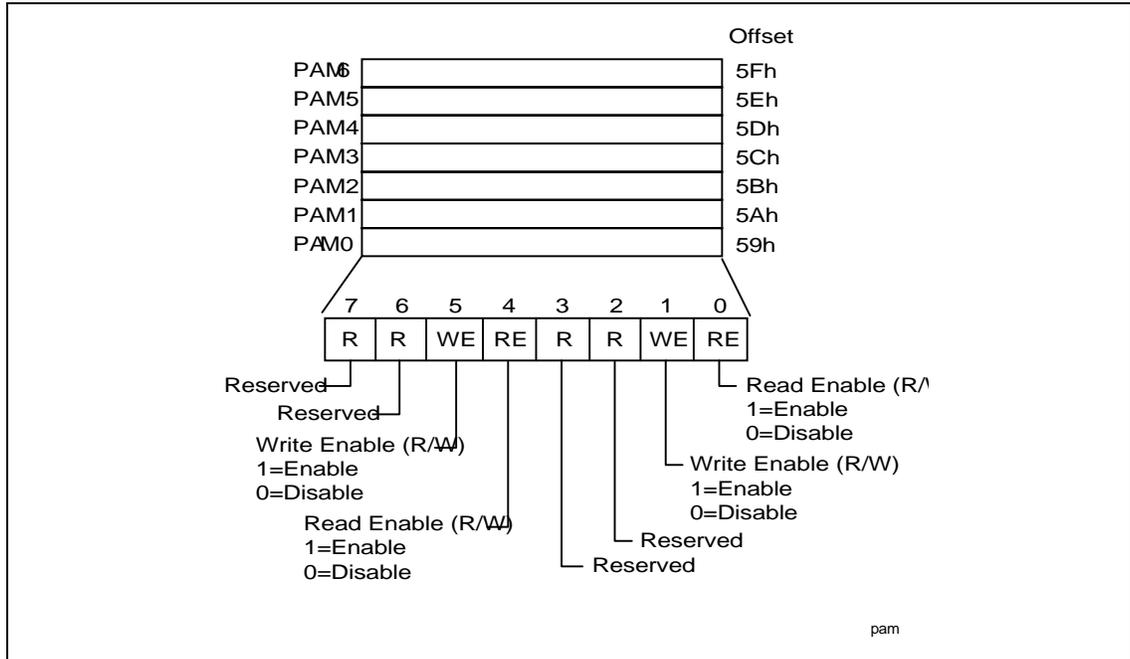 Offset
PAM6 5Fh
PAM5 5Eh
PAM4 5Dh
PAM3 5Ch
PAM2 5Bh
PAM1 5Ah
PAM0 59h
7 6 5 4 3 2 1 0
R R WE RE R R WE RE
Reserved
Reserved
Write Enable (R/W)
1=Enable
0=Disable
Read Enable (R/W)
1=Enable
0=Disable
Read Enable (R/
1=Enable
0=Disable
Write Enable (R/W)
1=Enable
0=Disable
Reserved
Reserved
pam